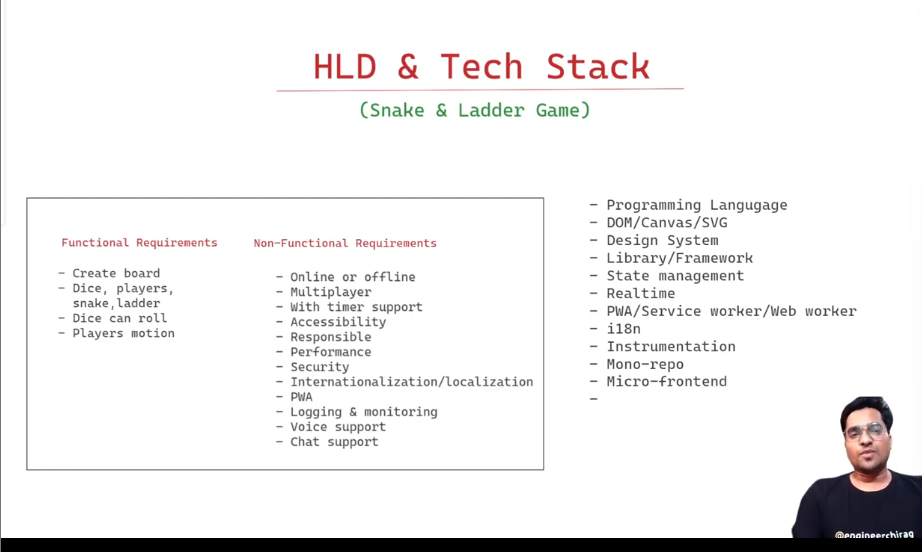 HLD & Tech Stack
(Snake & Ladder Game)
Functional Requirements
- Create board
- Dice, players,
snake,ladder
- Dice can roll
- Players motion
Non-Functional Requirements
- Online or offline
- Multiplayer
- With timer support
- Accessibility
- Responsible
- Performance
- Security
- Internationalization/localization
- PWA
- Logging & monitoring
- Voice support
- Chat support
- Programming Langugage
- DOM/Canvas/SVG
- Design System
- Library/Framework
- State management
- Realtime
- PWA/Service worker/Web worker
- i18n
- Instrumentation
- Mono-repo
- Micro-frontend
-
@engineerchirag